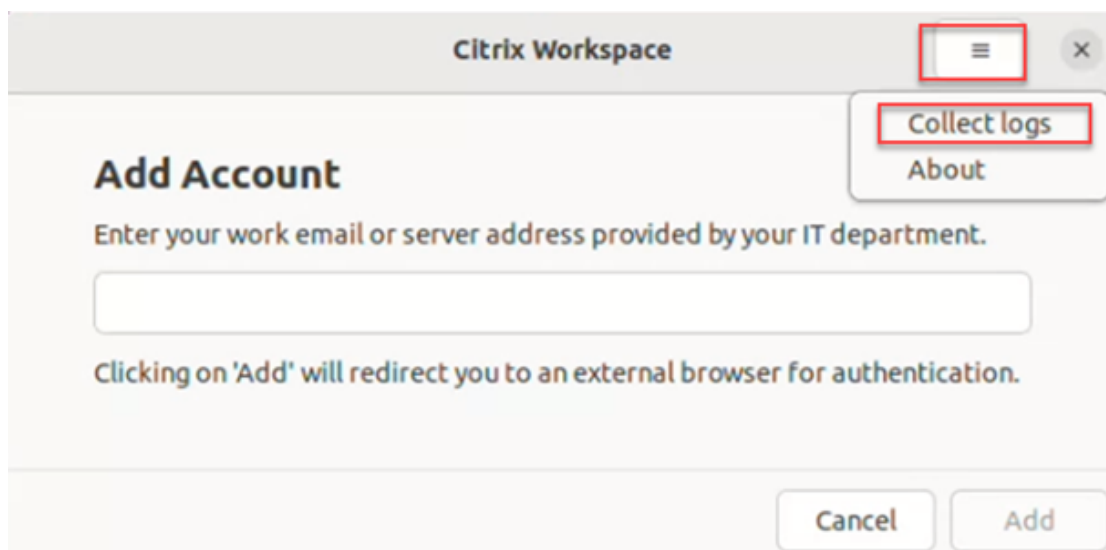 Citrix Workspace
Collect logs
About
Add Account
Enter your work email or server address provided by your IT department.
Clicking on 'Add' will redirect you to an external browser for authentication.
Cancel
Add